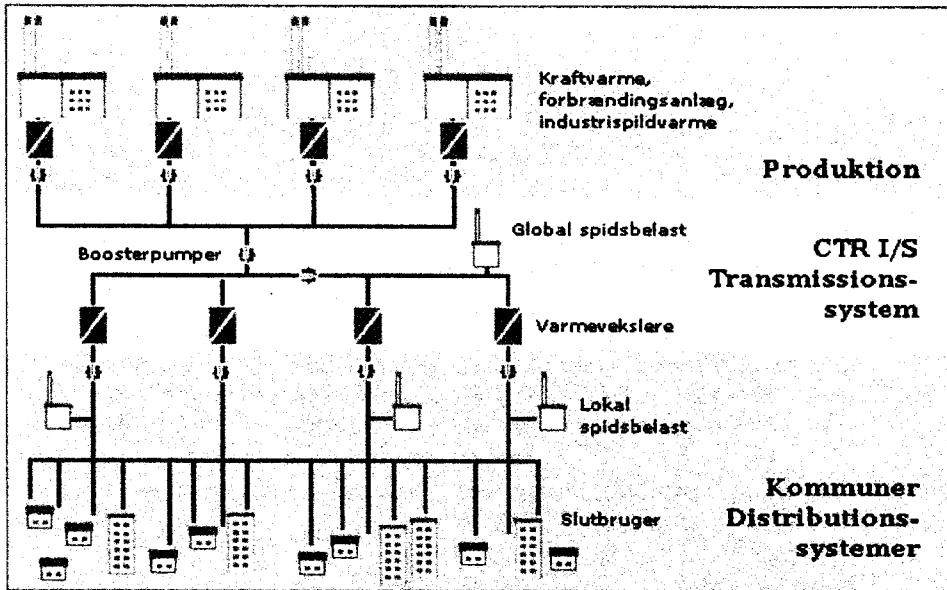 Kraftvarme,
forbrændingsanlæg,
industrispildvarme
Produktion
Global spidsbelast
Boosterpumper
CTR I/S
Transmissions-
system
Varmevekslere
Lokal
spidsbelast
Kommuner
Distributions-
systemer
Slutbruger